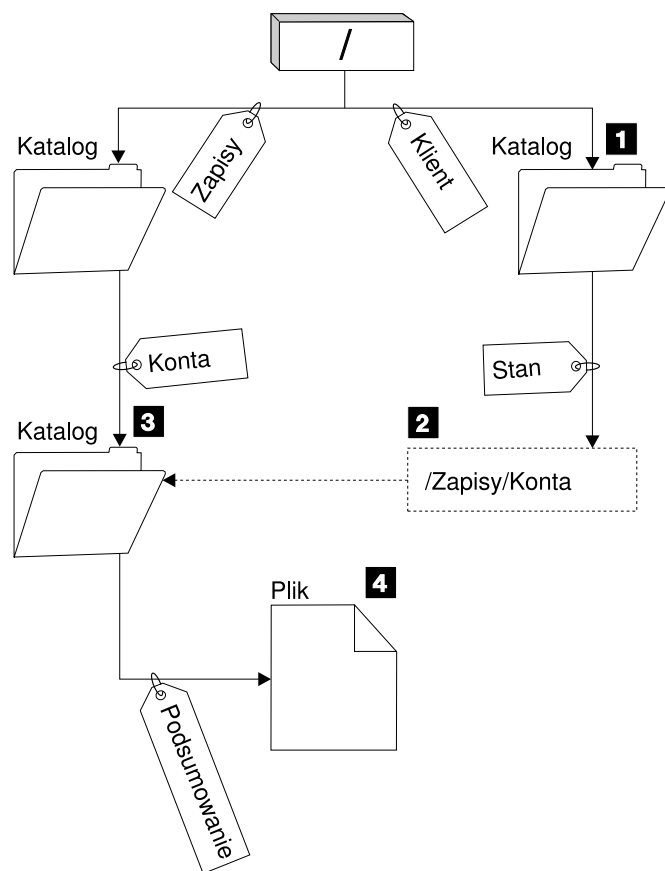 /
Zapisy
Klient
Katalog
Katalog
1
Konta
Stan
Katalog
3
2
/Zapisy/Konta
Plik
4
Podsumowanie